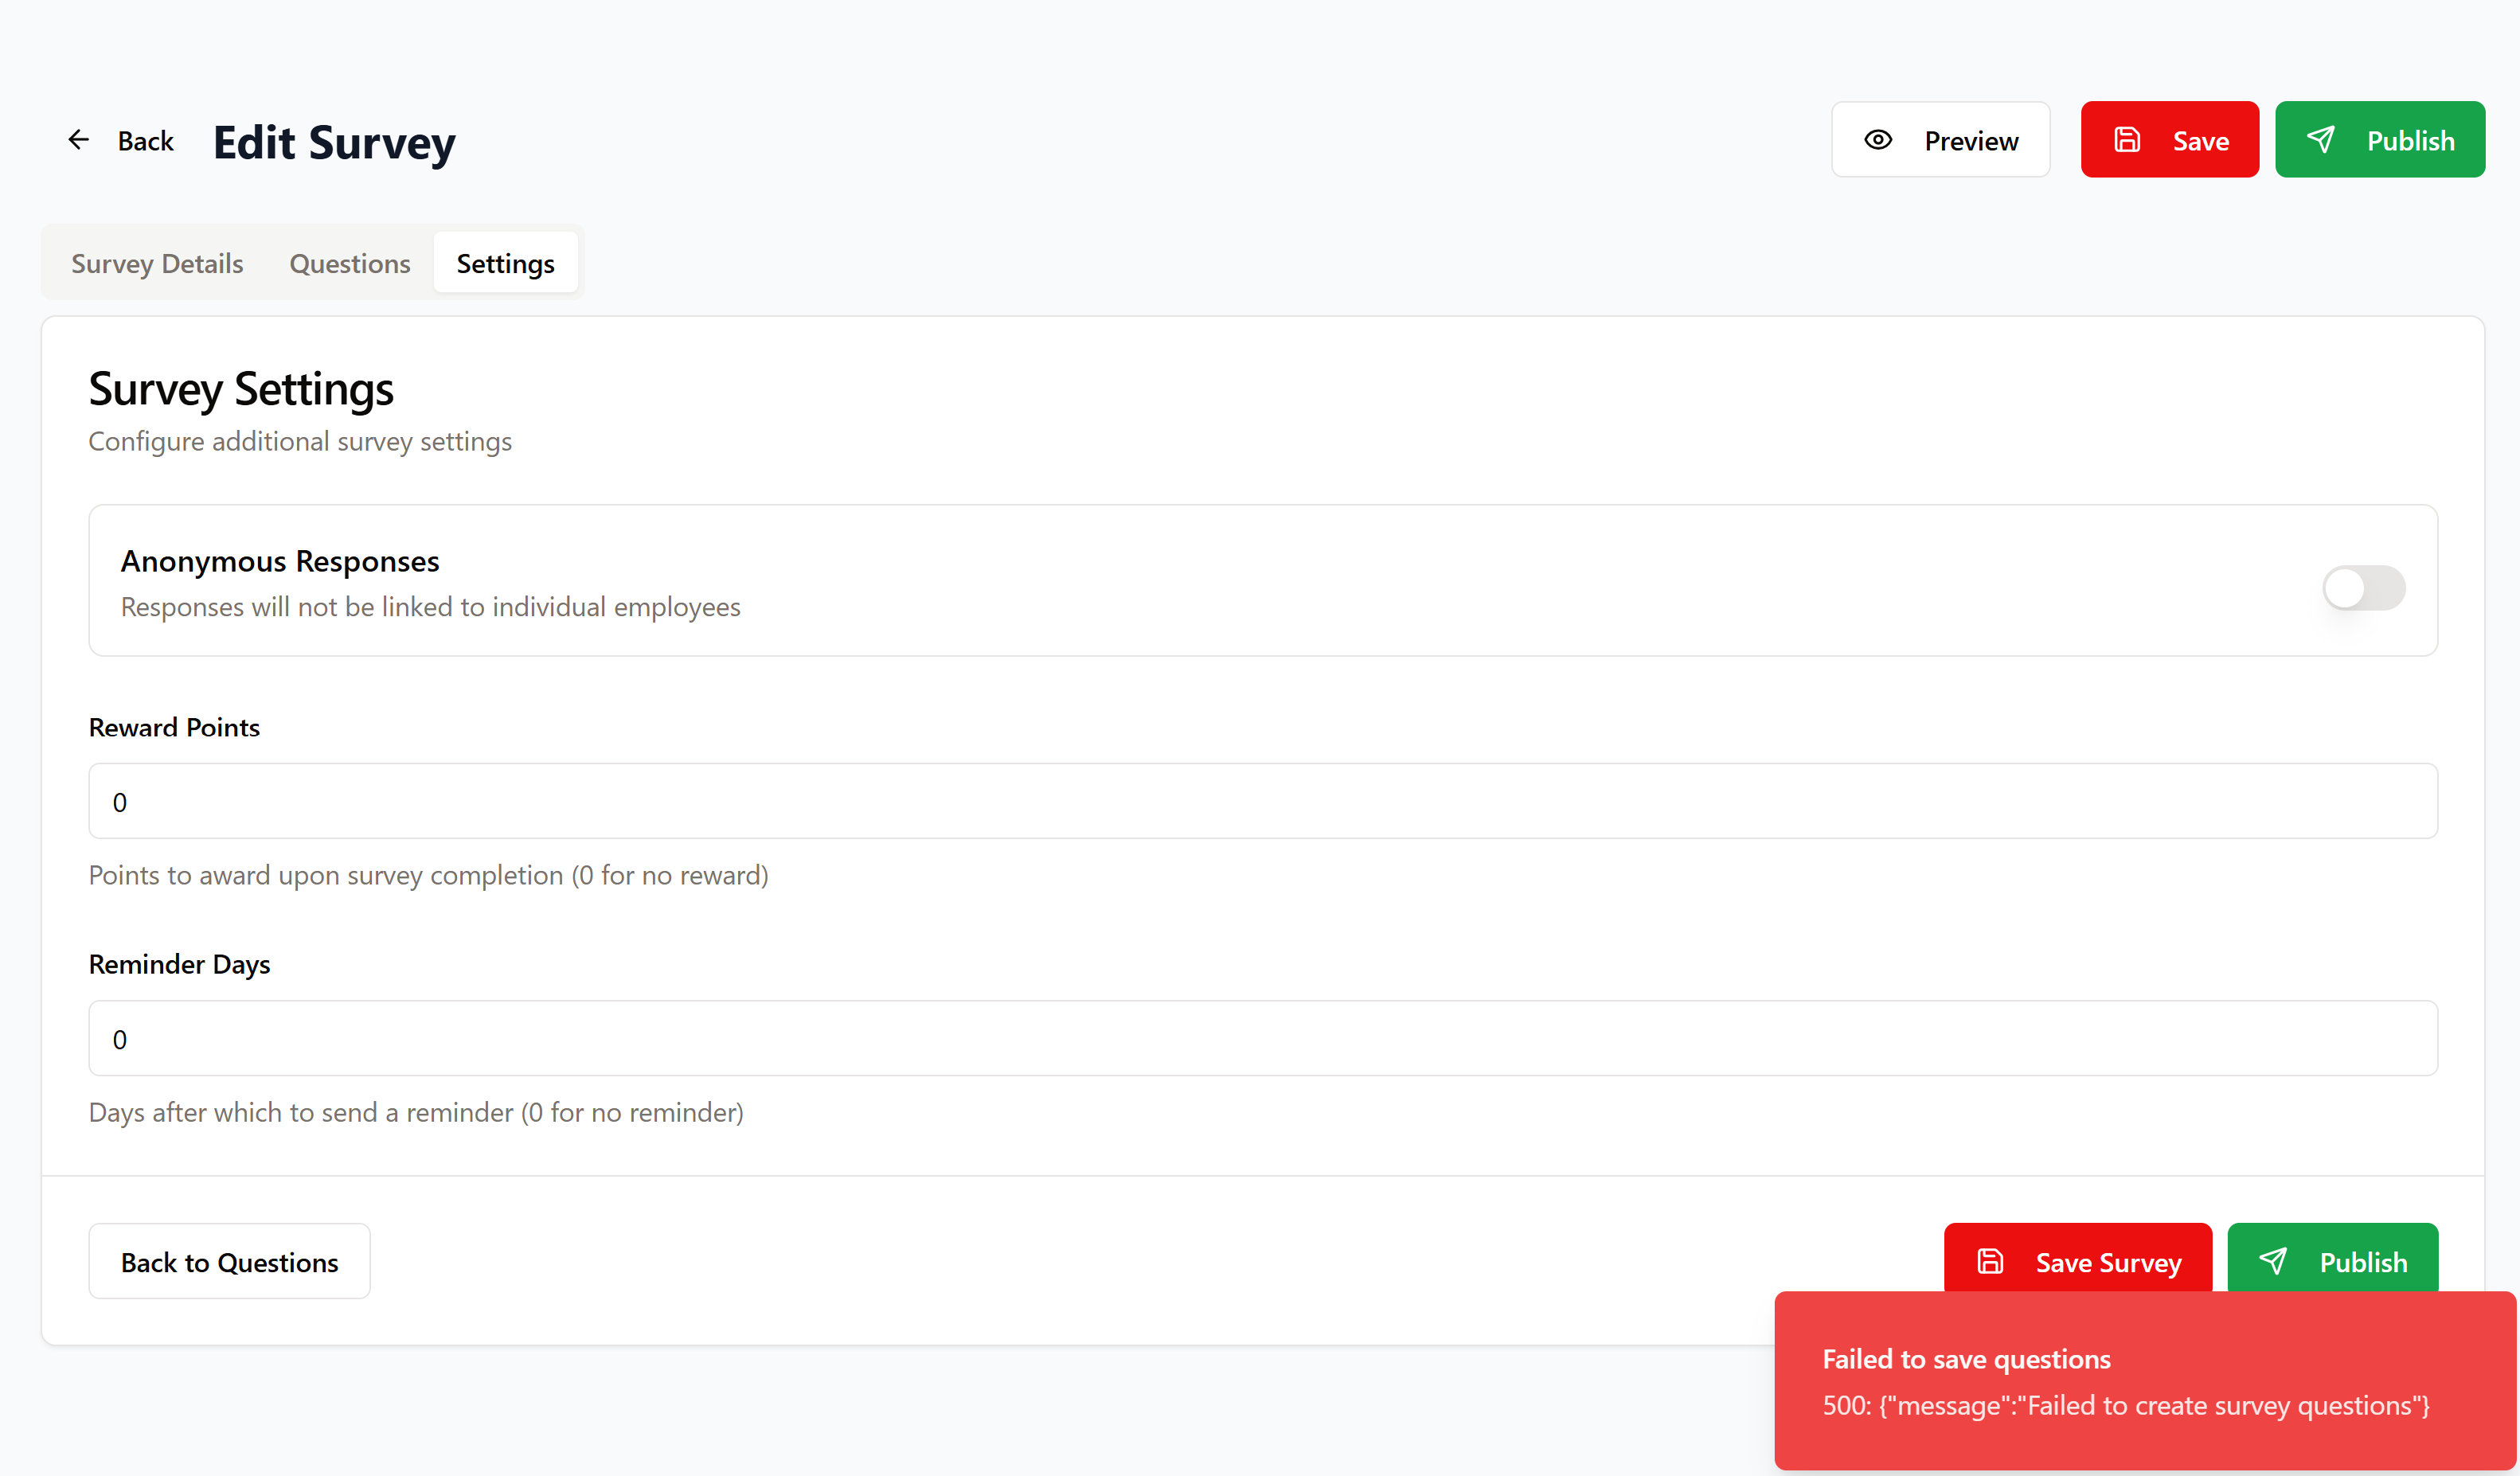 Back
Edit Survey
Preview
Save
Publish
Survey Details
Questions
Settings
Survey Settings
Configure additional survey settings
Anonymous Responses
Responses will not be linked to individual employees
Reward Points
0
Points to award upon survey completion (0 for no reward)
Reminder Days
0
Days after which to send a reminder (0 for no reminder)
Back to Questions
Save Survey
Publish
Failed to save questions
500: {"message":"Failed to create survey questions"}